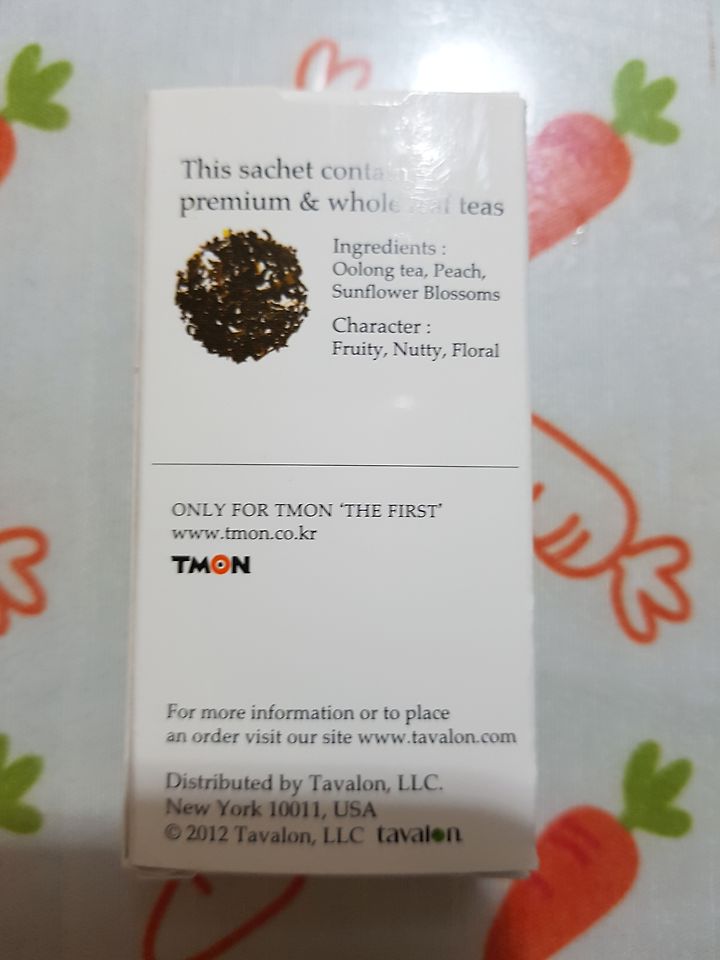 This sachet
premium & whole teas
Ingredients :
Oolong tea, Peach,
Sunflower Blossoms
Character :
Fruity, Nutty, Floral
ONLY FOR TMON ‘THE FIRST’
www.tmon.co.kr
TMON
For more information or to place
an order visit our site www.tavalon.com
Distributed by Tavalon, LLC.
New York 10011, USA
© 2012 Tavalon, LLC tavalon